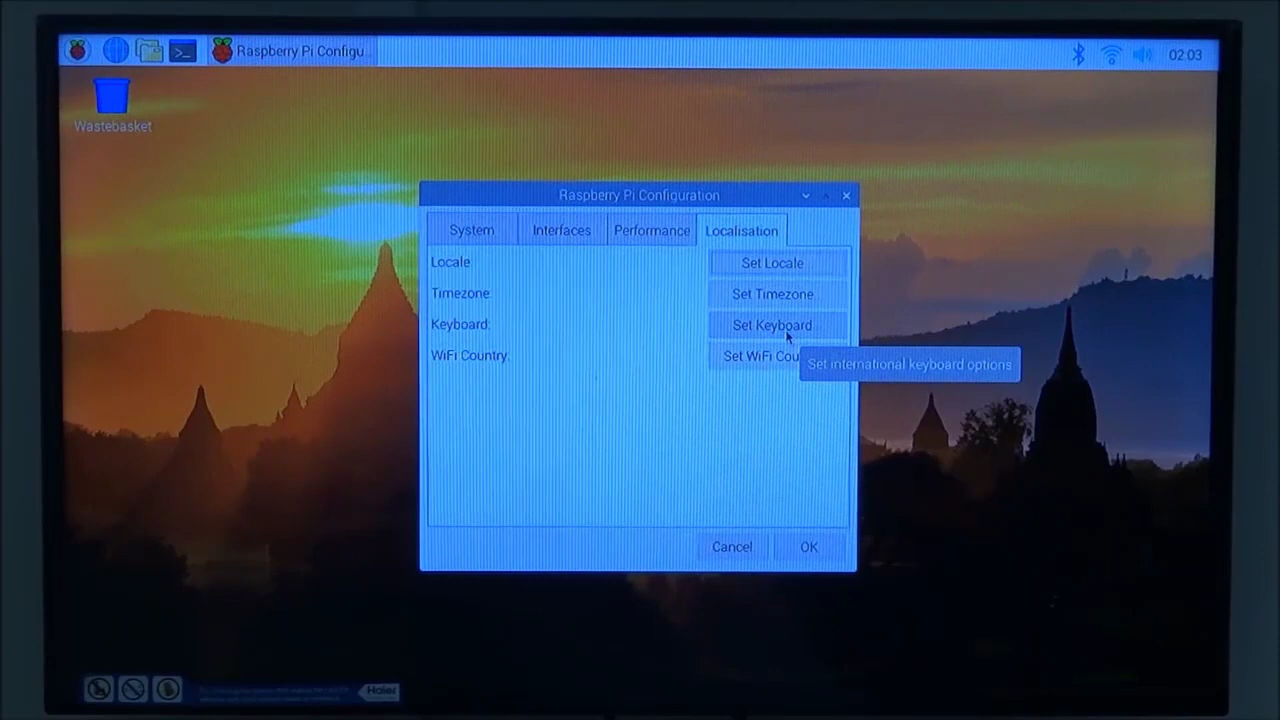 Raspberry Pi Configu...
02:03
Wastebasket
Raspberry Pi Configuration
System
Interfaces
Performance
Localisation
Locale:
Set Locale...
Timezone:
Set Timezone...
Keyboard:
Set Keyboard...
WiFi Country:
Set WiFi Cou
Set international keyboard options
Cancel
OK
Haier